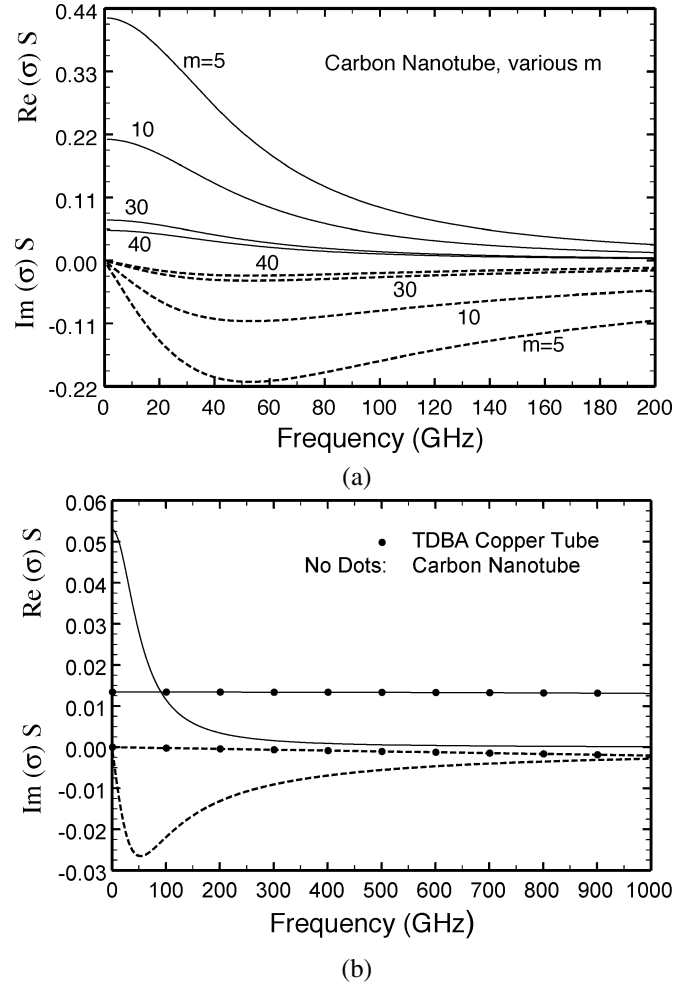 0.44
Re (σ) S
0.33
0.22
0.11
0.00
Im (σ) S
-0.11
-0.22
m=5
Carbon Nanotube, various m
10
30
40
40
30
10
m=5
0 20 40 60 80 100 120 140 160 180 200
Frequency (GHz)
(a)
0.06
Re (σ) S
0.05
0.04
0.03
0.02
0.01
0.00
Im (σ) S
-0.01
-0.02
-0.03
TDBA Copper Tube
No Dots: Carbon Nanotube
0 100 200 300 400 500 600 700 800 900 1000
Frequency (GHz)
(b)